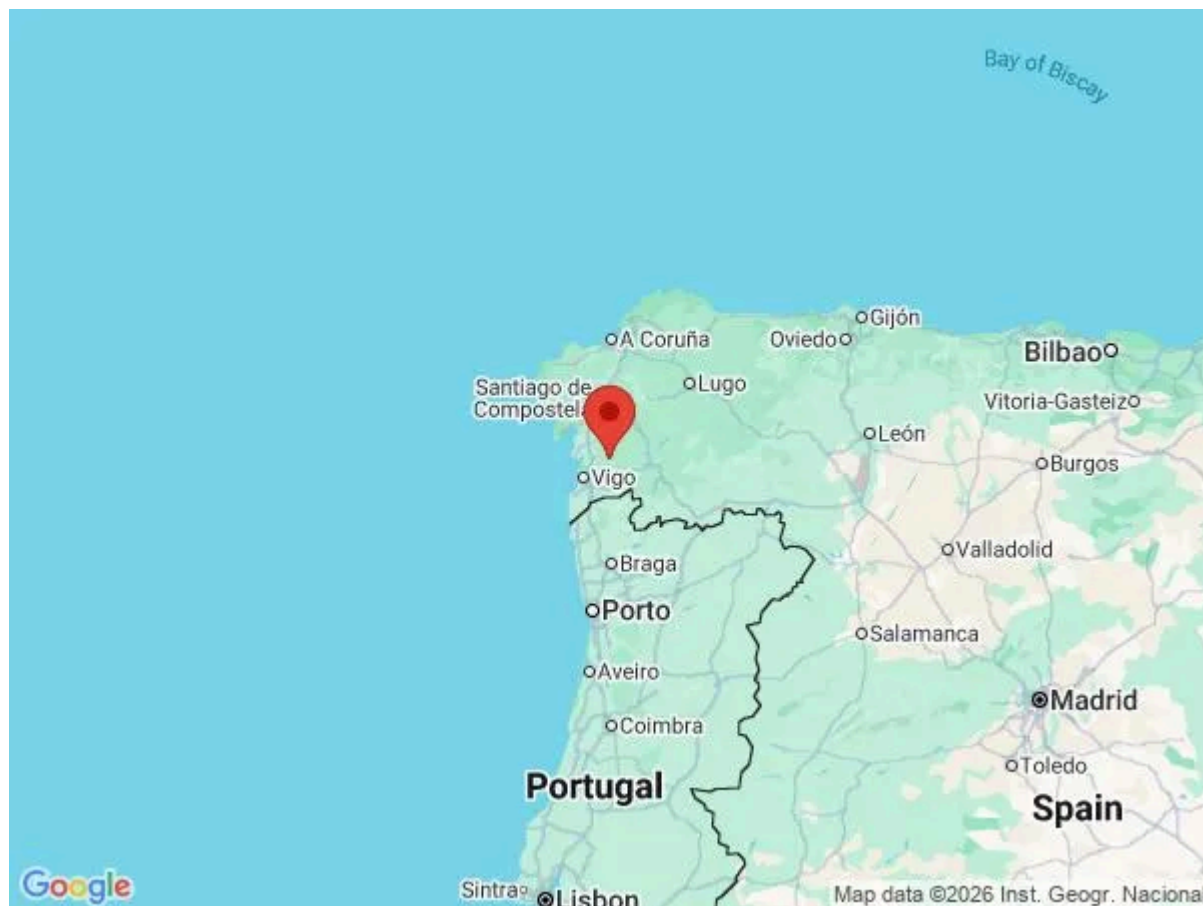 Bay of Biscay
Gijón
A Coruña
Oviedo
Bilbao
Santiago de
Compostela
Lugo
Vitoria-Gasteiz
León
Burgos
Vigo
Valladolid
Braga
Porto
Salamanca
Aveiro
Madrid
Coimbra
Toledo
Portugal
Spain
Google
Sintra
Lisbon
Map data ©2026 Inst. Geogr. Nacional